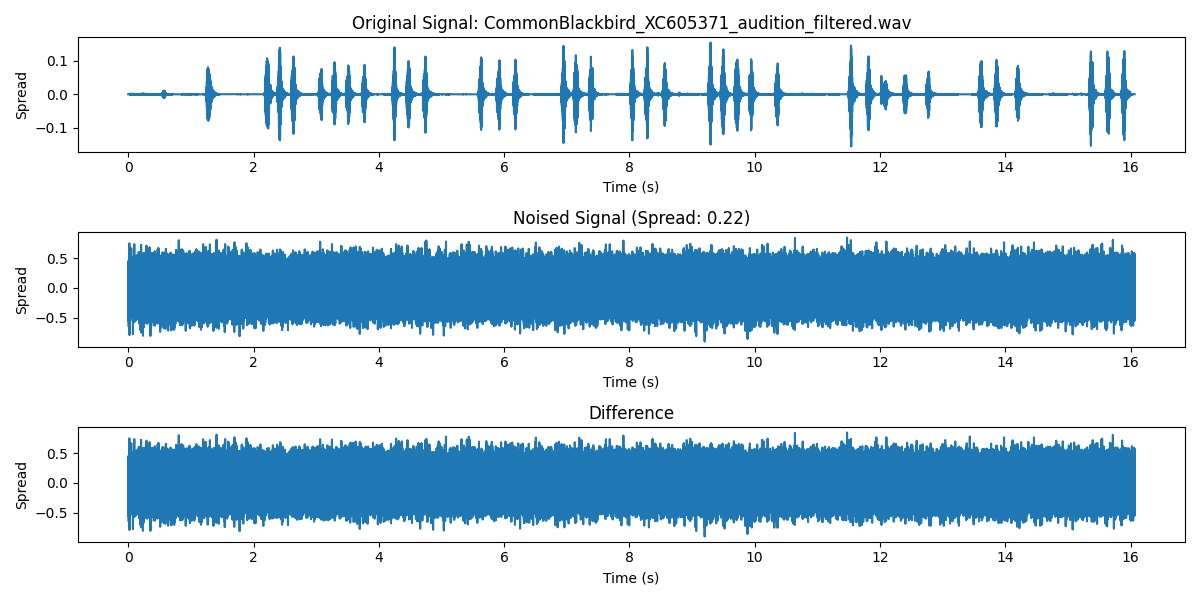 Original Signal: CommonBlackbird_XC605371_audition_filtered.wav
Spread
0.1
0.0
−0.1
0 2 4 6 8 10 12 14 16
Time (s)
Noised Signal (Spread: 0.22)
Spread
0.5
0.0
−0.5
0 2 4 6 8 10 12 14 16
Time (s)
Difference
Spread
0.5
0.0
−0.5
0 2 4 6 8 10 12 14 16
Time (s)